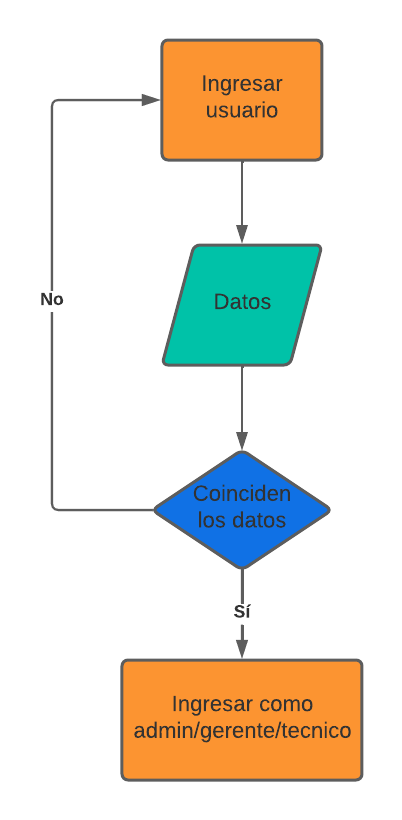 Ingresar
usuario
Datos
No
Coinciden
los datos
Sí
Ingresar como
admin/gerente/tecnico